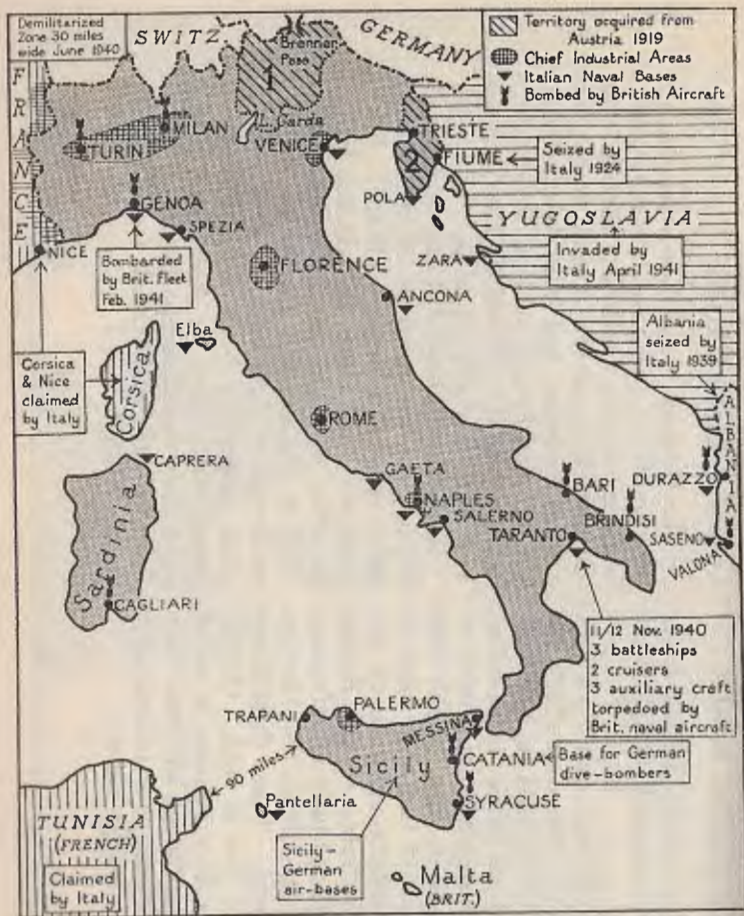 Demilitarized
Zone 30 miles
wide June 1940
SWITZ.
Brenner
Pass
GERMANY
Territory acquired from
Austria 1919
Chief Industrial Areas
Italian Naval Bases
Bombed by British Aircraft
FRANCE
1
L. Garda
MILAN
TURIN
VENICE
TRIESTE
2
FIUME
Seized by
Italy 1924
POLA
GENOA
SPEZIA
NICE
Bombarded
by Brit. fleet
Feb. 1941
FLORENCE
YUGOSLAVIA
Invaded by
Italy April 1941
ZARA
ANCONA
Elba
Albania
seized by
Italy 1939
Corsica
& Nice
claimed
by Italy
Corsica
ROME
ALBANIA
CAPRERA
GAETA
NAPLES
SALERNO
BARI
BRINDISI
TARANTO
DURAZZO
SASENO
VALONA
Sardinia
CAGLIARI
11/12 Nov. 1940
3 battleships
2 cruisers
3 auxiliary craft
torpedoed by
Brit. naval aircraft
TRAPANI
PALERMO
MESSINA
Sicily
CATANIA
Base for German
dive-bombers
SYRACUSE
90 miles
Pantellaria
TUNISIA
(FRENCH)
Claimed
by Italy
Sicily-
German
air-bases
Malta
(BRIT.)